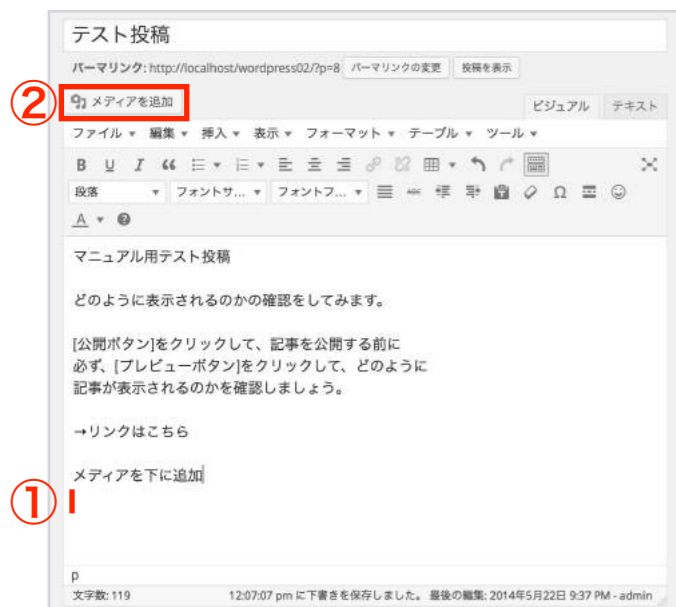 テスト投稿
パーマリンク: http://localhost/wordpress02/?p=8 パーマリンクの変更 投稿を表示
② メディアを追加
ビジュアル テキスト
ファイル 編集 挿入 表示 フォーマット テーブル ツール
B U I
段落 フォントサ... フォントフ... ABC Ω
A
マニュアル用テスト投稿
どのように表示されるのかの確認をしてみます。
[公開ボタン]をクリックして、記事を公開する前に
必ず、[プレビューボタン]をクリックして、どのように
記事が表示されるのかを確認しましょう。
→リンクはこちら
メディアを下に追加
①
p
文字数: 119 12:07:07 pm に下書きを保存しました。 最後の編集: 2014年5月22日 9:37 PM - admin